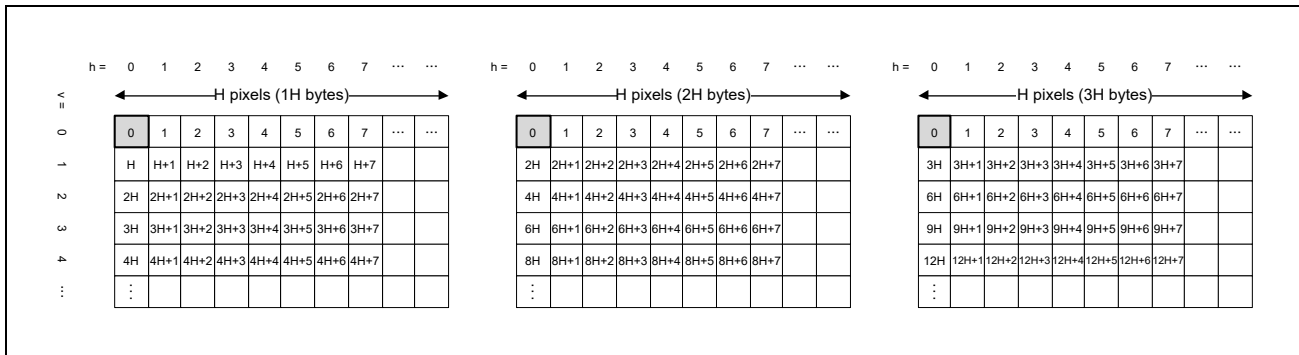 h = 0 1 2 3 4 5 6 7 ... ...
v =
H pixels (1H bytes)
0 0 1 2 3 4 5 6 7 ... ...
1 H H+1 H+2 H+3 H+4 H+5 H+6 H+7
2 2H 2H+1 2H+2 2H+3 2H+4 2H+5 2H+6 2H+7
3 3H 3H+1 3H+2 3H+3 3H+4 3H+5 3H+6 3H+7
4 4H 4H+1 4H+2 4H+3 4H+4 4H+5 4H+6 4H+7
... ⋮
h = 0 1 2 3 4 5 6 7 ... ...
H pixels (2H bytes)
0 1 2 3 4 5 6 7 ... ...
2H 2H+1 2H+2 2H+3 2H+4 2H+5 2H+6 2H+7
4H 4H+1 4H+2 4H+3 4H+4 4H+5 4H+6 4H+7
6H 6H+1 6H+2 6H+3 6H+4 6H+5 6H+6 6H+7
8H 8H+1 8H+2 8H+3 8H+4 8H+5 8H+6 8H+7
⋮
h = 0 1 2 3 4 5 6 7 ... ...
H pixels (3H bytes)
0 1 2 3 4 5 6 7 ... ...
3H 3H+1 3H+2 3H+3 3H+4 3H+5 3H+6 3H+7
6H 6H+1 6H+2 6H+3 6H+4 6H+5 6H+6 6H+7
9H 9H+1 9H+2 9H+3 9H+4 9H+5 9H+6 9H+7
12H 12H+1 12H+2 12H+3 12H+4 12H+5 12H+6 12H+7
⋮